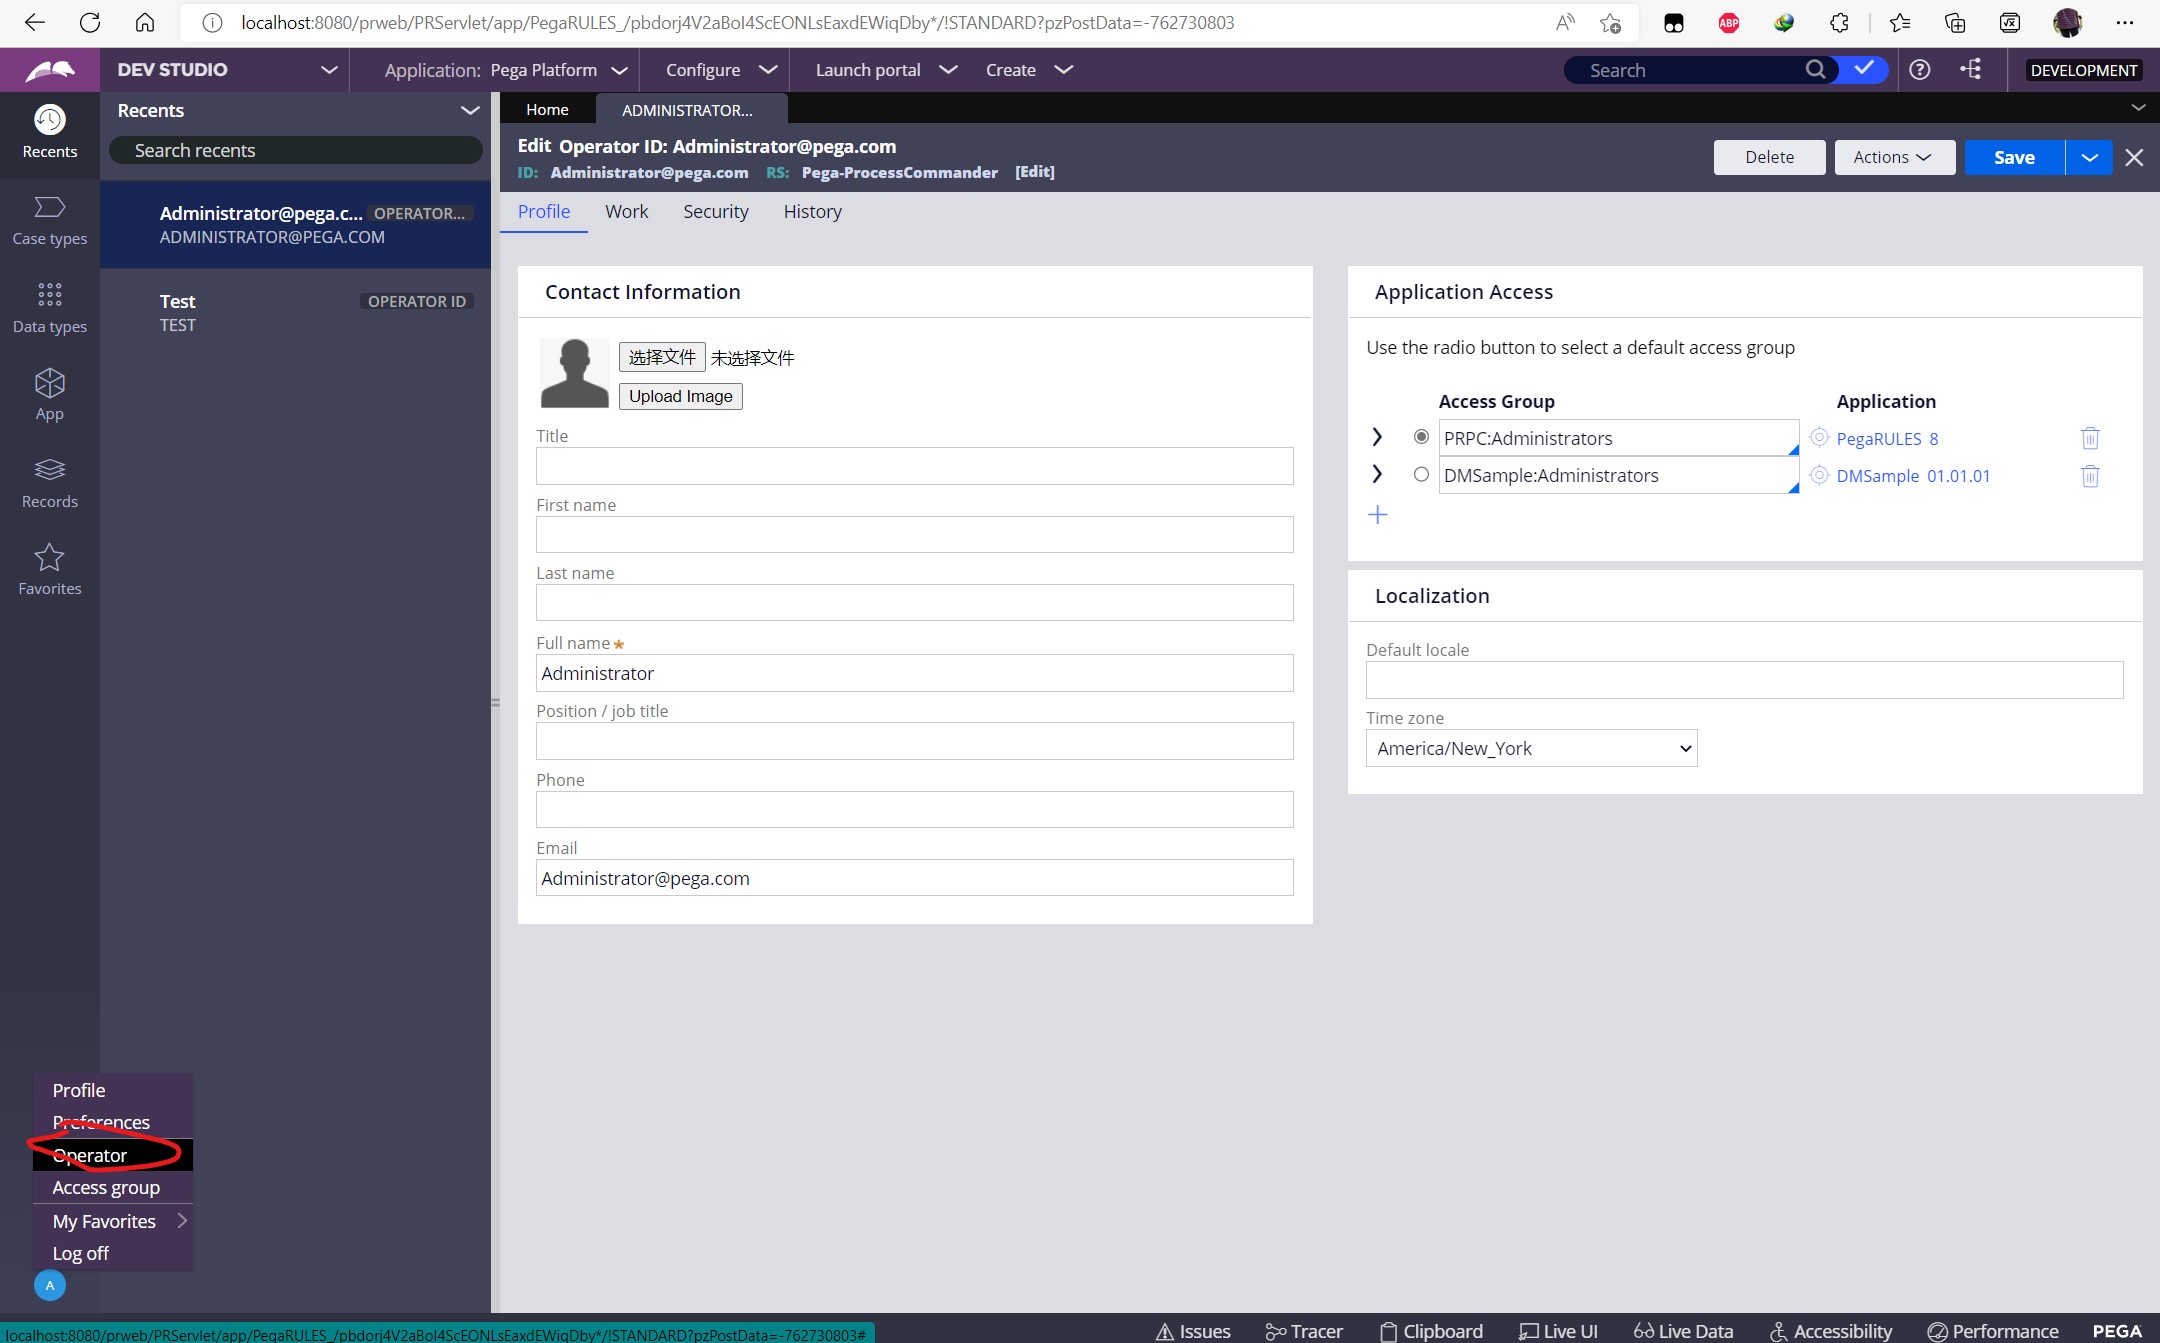 localhost:8080/prweb/PRServlet/app/PegaRULES_/pbdorj4V2aBoI4ScEONLsEaxdEWiqDby*/!STANDARD?pzPostData=-762730803
ABP
DEV STUDIO Application: Pega Platform Configure Launch portal Create Search DEVELOPMENT
Recents
Case types
Data types
App
Records
Favorites
Recents
Search recents
Administrator@pega.c... OPERATOR...
ADMINISTRATOR@PEGA.COM
Test OPERATOR ID
TEST
Home ADMINISTRATOR...
Edit Operator ID: Administrator@pega.com
ID: Administrator@pega.com RS: Pega-ProcessCommander [Edit]
Delete Actions Save
Profile Work Security History
Contact Information
选择文件 未选择文件
Upload Image
Title
First name
Last name
Full name ★
Administrator
Position / job title
Phone
Email
Administrator@pega.com
Application Access
Use the radio button to select a default access group
Access Group Application
PRPC:Administrators PegaRULES 8
DMSample:Administrators DMSample 01.01.01
Localization
Default locale
Time zone
America/New_York
Profile
Preferences
Operator
Access group
My Favorites
Log off
A
localhost:8080/prweb/PRServlet/app/PegaRULES_/pbdorj4V2aBoI4ScEONLsEaxdEWiqDby*/!STANDARD?pzPostData=-762730803#
Issues Tracer Clipboard Live UI Live Data Accessibility Performance PEGA